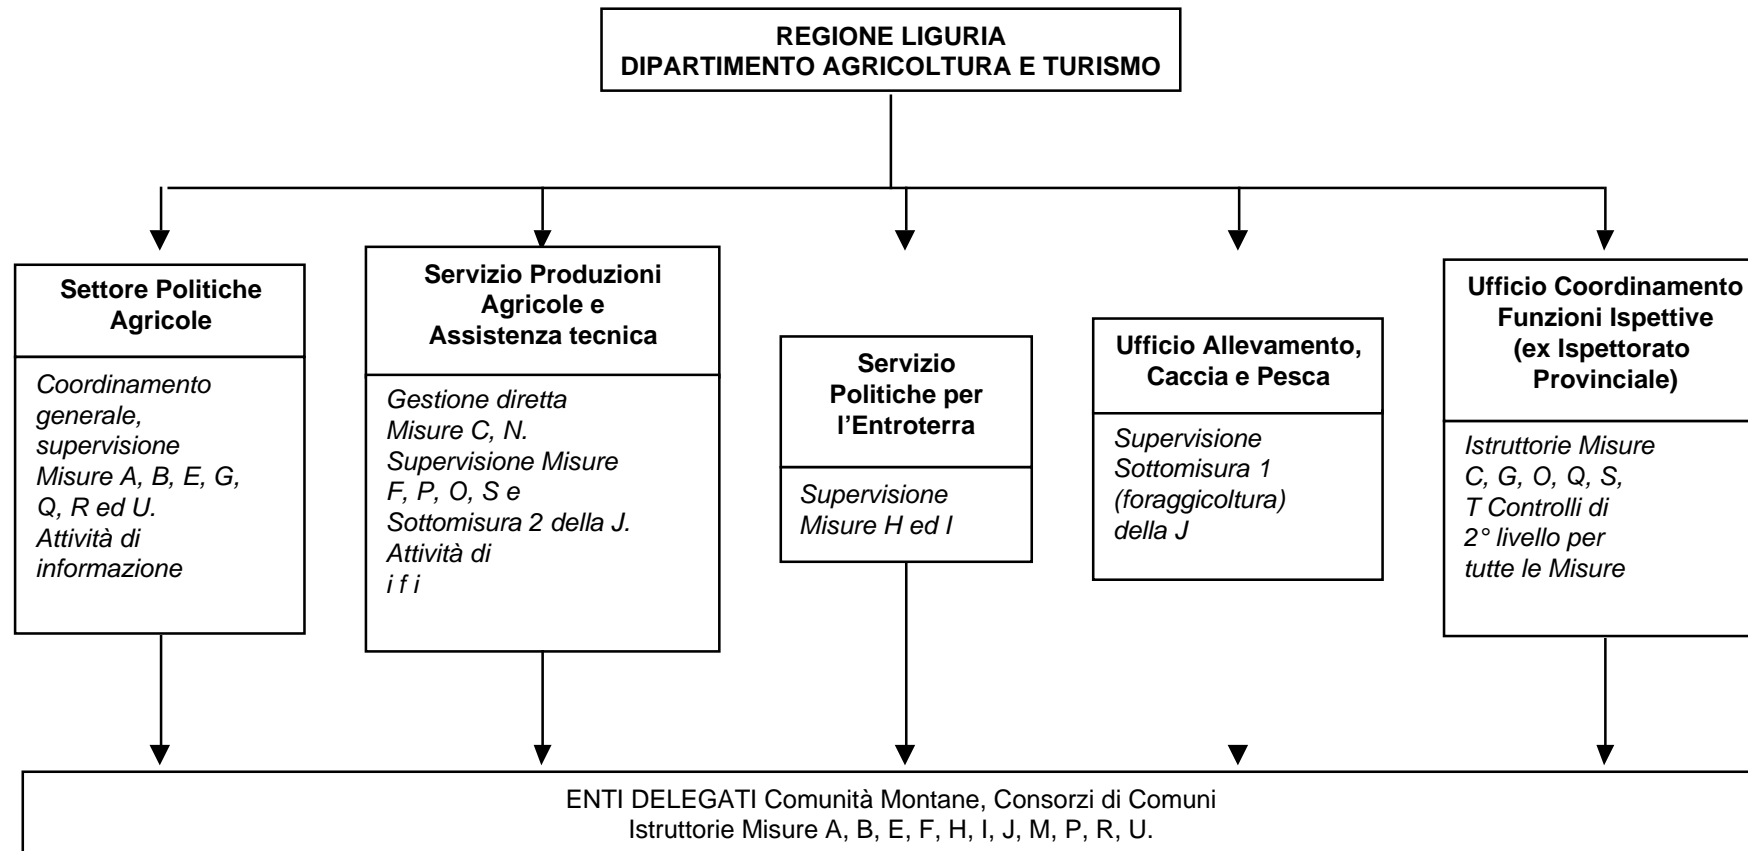 REGIONE LIGURIA
DIPARTIMENTO AGRICOLTURA E TURISMO
Settore Politiche
Agricole
Coordinamento
generale,
supervisione
Misure A, B, E, G,
Q, R ed U.
Attività di
informazione
Servizio Produzioni
Agricole e
Assistenza tecnica
Gestione diretta
Misure C, N.
Supervisione Misure
F, P, O, S e
Sottomisura 2 della J.
Attività di
i f i
Servizio
Politiche per
l’Entroterra
Supervisione
Misure H ed I
Ufficio Allevamento,
Caccia e Pesca
Supervisione
Sottomisura 1
(foraggicoltura)
della J
Ufficio Coordinamento
Funzioni Ispettive
(ex Ispettorato
Provinciale)
Istruttorie Misure
C, G, O, Q, S,
T Controlli di
2° livello per
tutte le Misure
ENTI DELEGATI Comunità Montane, Consorzi di Comuni
Istruttorie Misure A, B, E, F, H, I, J, M, P, R, U.